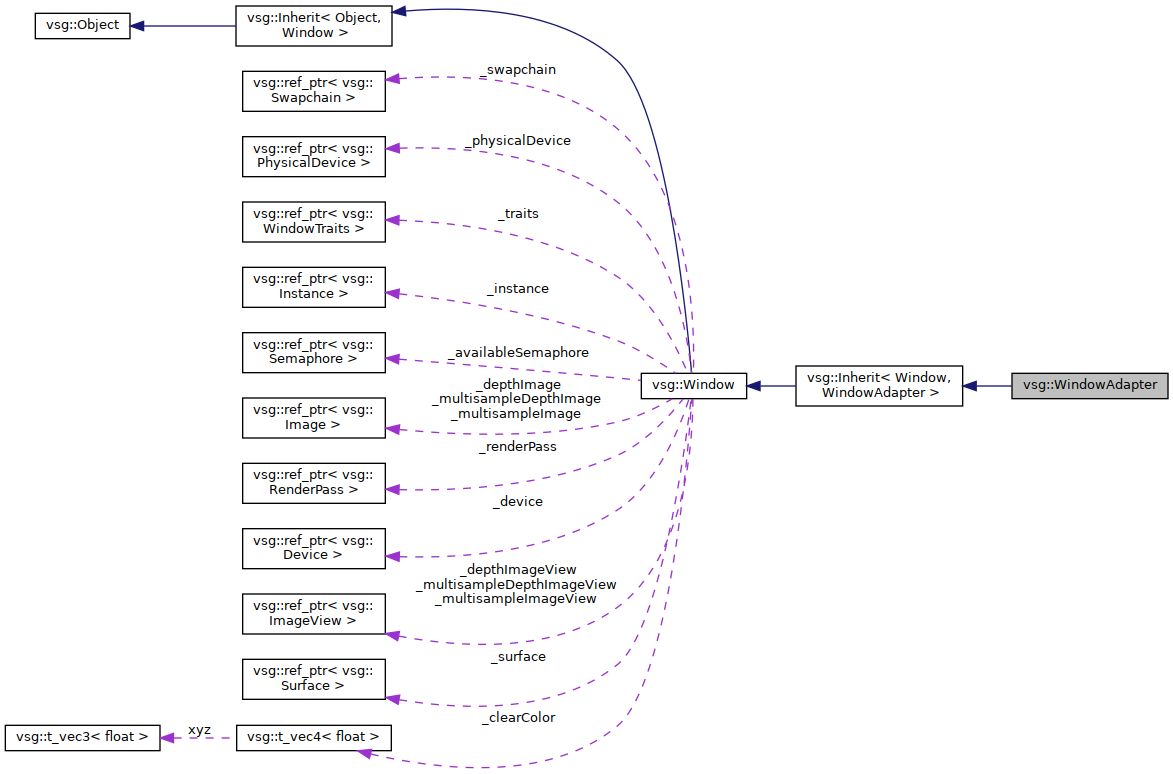 vsg::Object
vsg::Inherit< Object,
Window >
_swapchain
vsg::ref_ptr< vsg::
Swapchain >
_physicalDevice
vsg::ref_ptr< vsg::
PhysicalDevice >
_traits
vsg::ref_ptr< vsg::
WindowTraits >
_instance
vsg::ref_ptr< vsg::
Instance >
_availableSemaphore
vsg::ref_ptr< vsg::
Semaphore >
vsg::Window
vsg::Inherit< Window,
WindowAdapter >
vsg::WindowAdapter
_depthImage
_multisampleDepthImage
_multisampleImage
vsg::ref_ptr< vsg::
Image >
_renderPass
vsg::ref_ptr< vsg::
RenderPass >
_device
vsg::ref_ptr< vsg::
Device >
_depthImageView
_multisampleDepthImageView
_multisampleImageView
vsg::ref_ptr< vsg::
ImageView >
_surface
vsg::ref_ptr< vsg::
Surface >
_clearColor
vsg::t_vec3< float >
xyz
vsg::t_vec4< float >